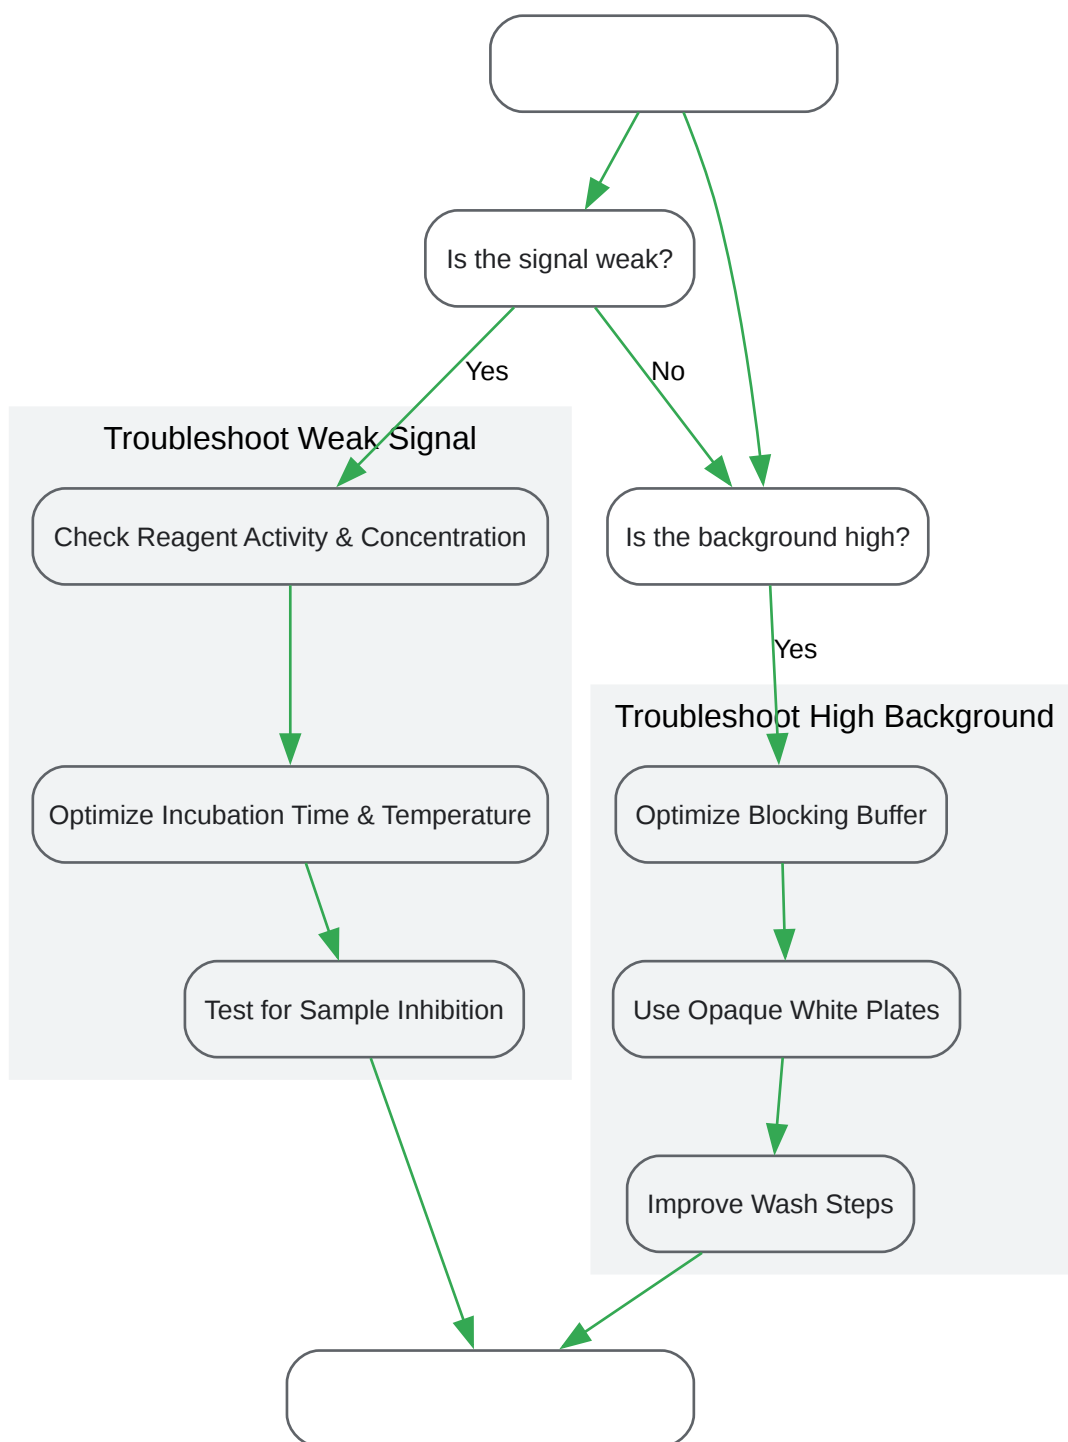 Is the signal weak?
Yes
No
Troubleshoot Weak Signal
Check Reagent Activity & Concentration
Is the background high?
Yes
Troubleshoot High Background
Optimize Incubation Time & Temperature
Optimize Blocking Buffer
Test for Sample Inhibition
Use Opaque White Plates
Improve Wash Steps